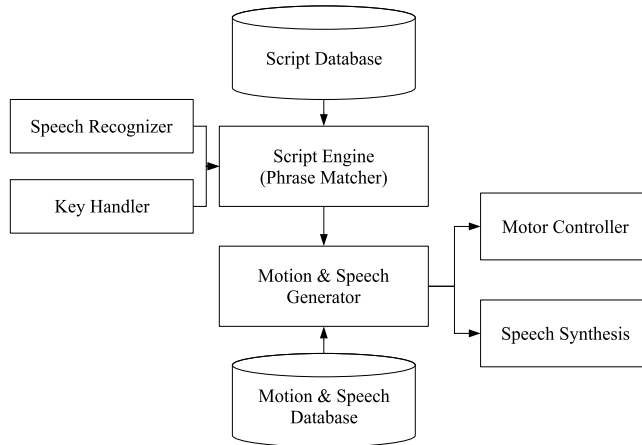 Script Database
Speech Recognizer
Script Engine
(Phrase Matcher)
Key Handler
Motor Controller
Motion & Speech
Generator
Speech Synthesis
Motion & Speech
Database